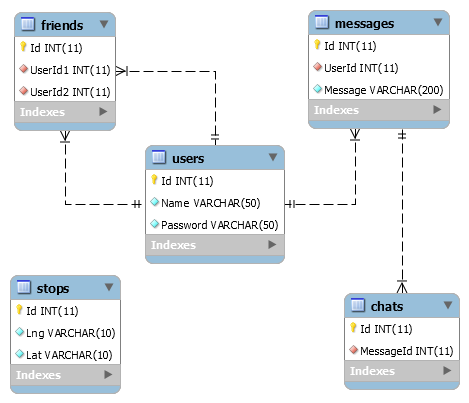 friends
Id INT(11)
UserId1 INT(11)
UserId2 INT(11)
Indexes
messages
Id INT(11)
UserId INT(11)
Message VARCHAR(200)
Indexes
users
Id INT(11)
Name VARCHAR(50)
Password VARCHAR(50)
Indexes
stops
Id INT(11)
Lng VARCHAR(10)
Lat VARCHAR(10)
Indexes
chats
Id INT(11)
MessageId INT(11)
Indexes